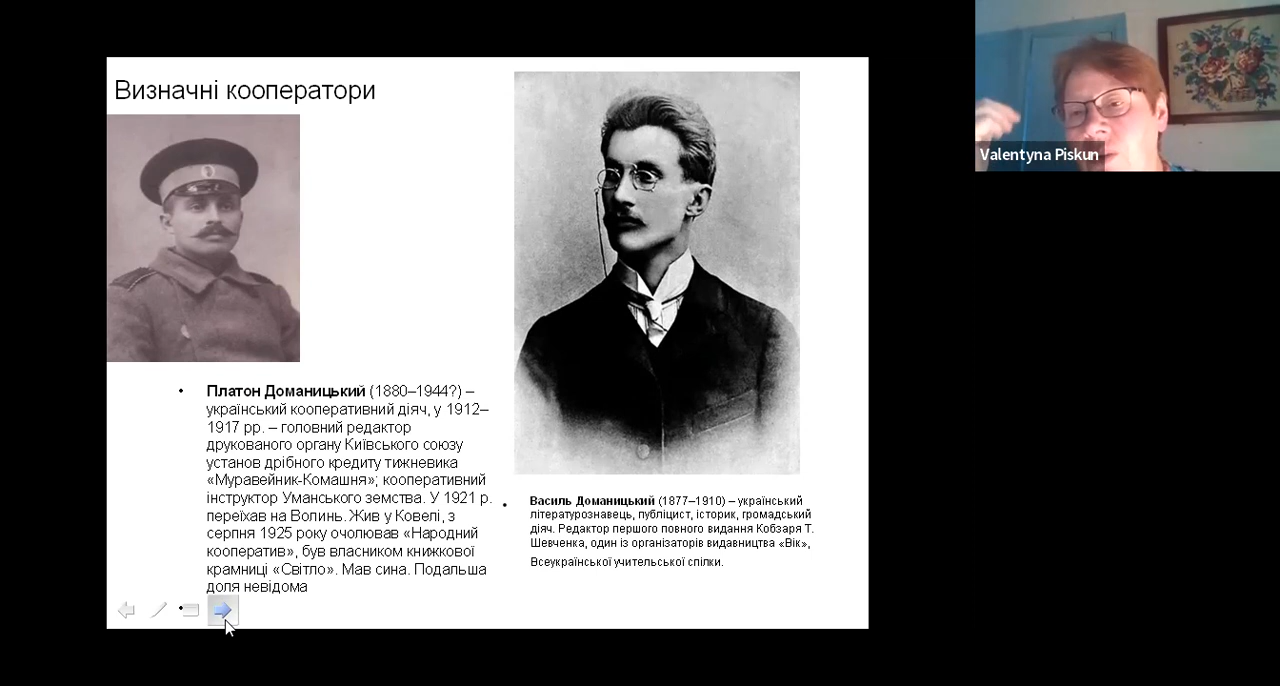 Визначні кооператори
Платон Доманицький (1880–1944?) –
український кооперативний діяч, у 1912–
1917 рр. – головний редактор
друкованого органу Київського союзу
установ дрібного кредиту тижневика
«Муравейник-Комашня»; кооперативний
інструктор Уманського земства. У 1921 р.
переїхав на Волинь. Жив у Ковелі, з
серпня 1925 року очолював «Народний
кооператив», був власником книжкової
крамниці «Світло». Мав сина. Подальша
доля невідома
Василь Доманицький (1877–1910) – український
літературознавець, публіцист, історик, громадський
діяч. Редактор першого повного видання Кобзаря Т.
Шевченка, один із організаторів видавництва «Вік»,
Всеукраїнської учительської спілки.
Valentyna Piskun